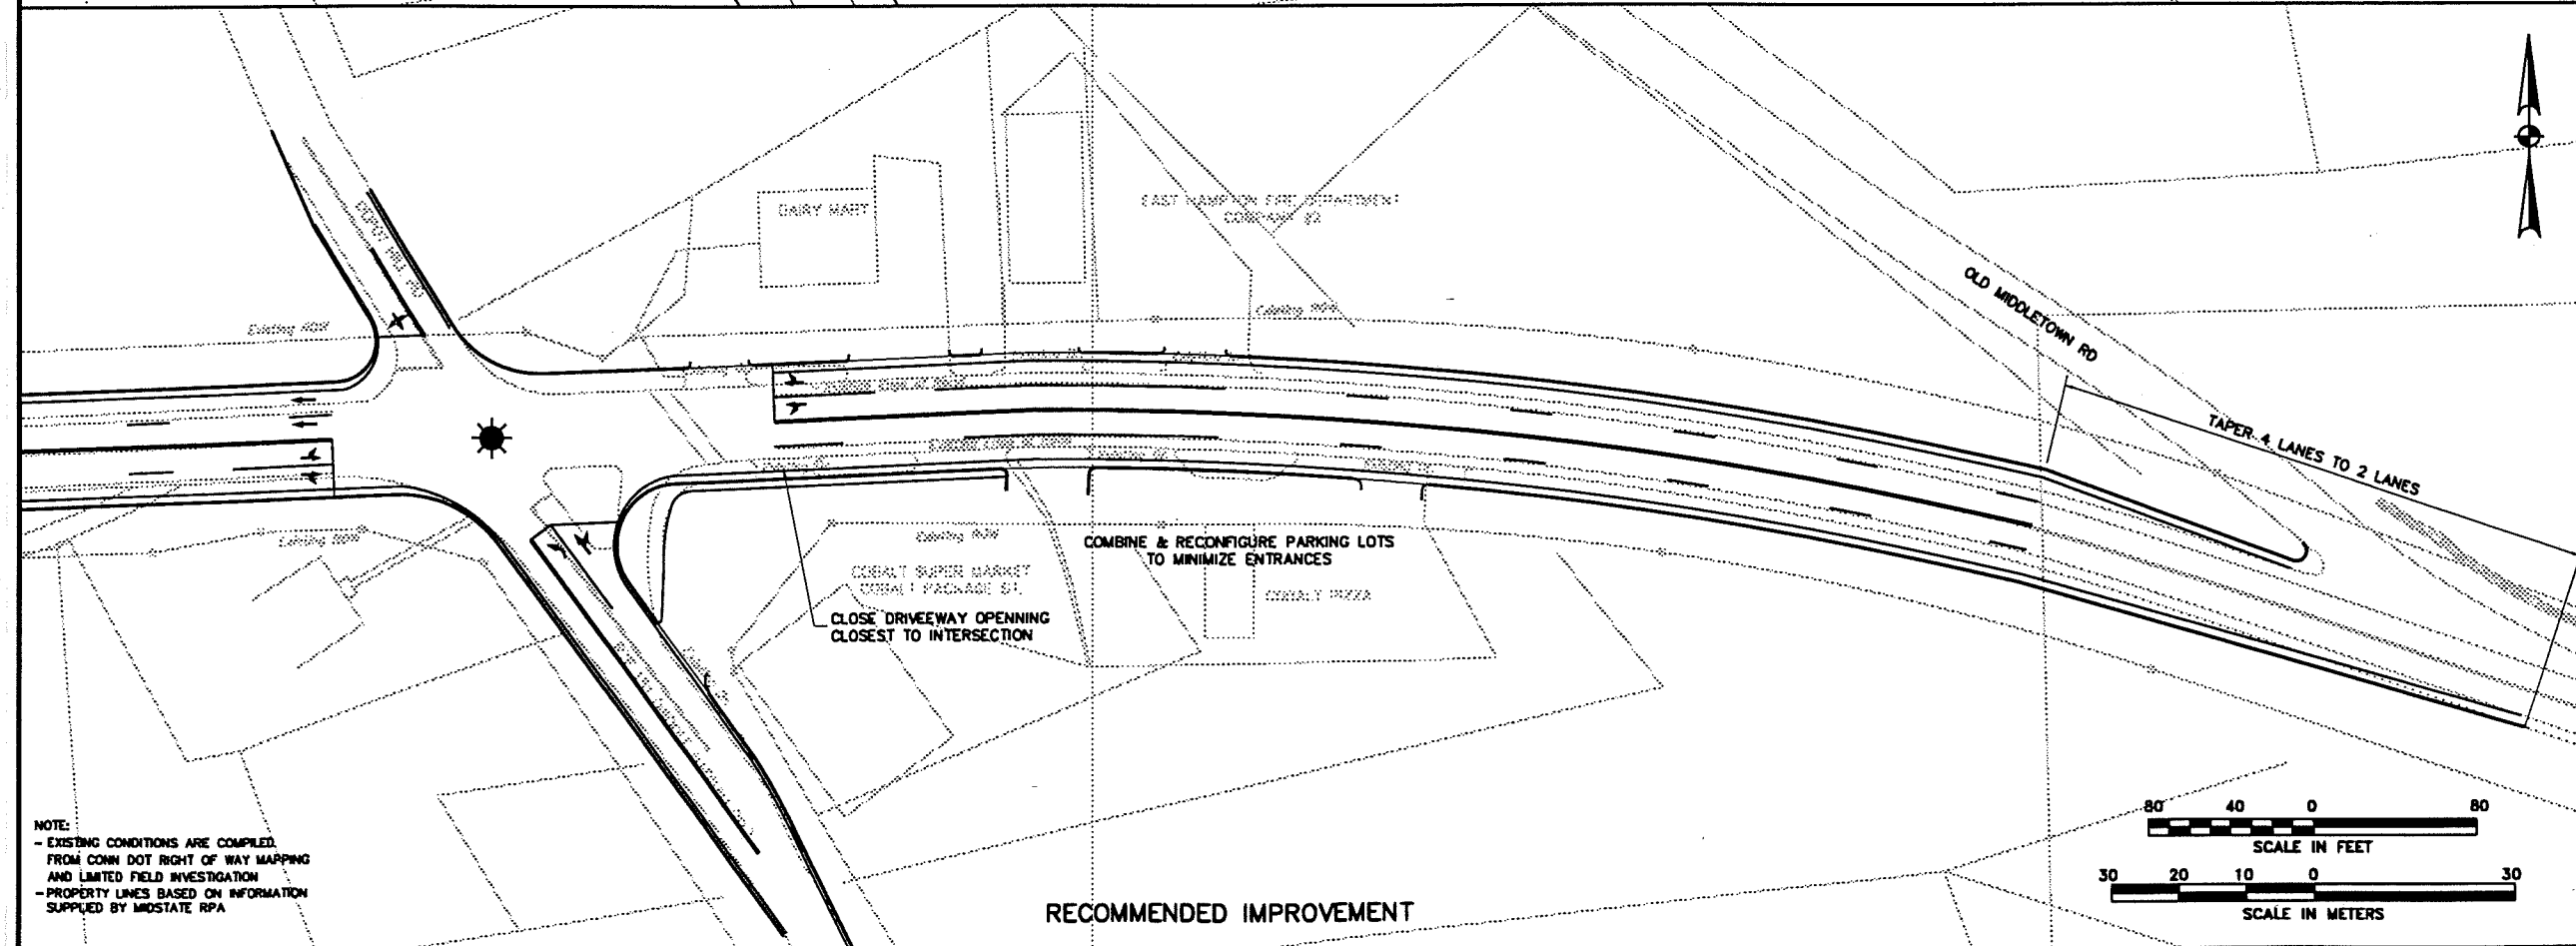 DAIRY MART
EAST HAMPTON FIRE DEPARTMENT
COMPANY #2
Existing ROW
Existing ROW
OLD MIDDLETOWN RD
TAPER 4 LANES TO 2 LANES
Existing ROW
Existing ROW
COMBINE & RECONFIGURE PARKING LOTS
TO MINIMIZE ENTRANCES
COBALT SUPER MARKET
COBALT PACKAGE ST.
COBALT PIZZA
CLOSE DRIVEEWAY OPENNING
CLOSEST TO INTERSECTION
NOTE:
- EXISTING CONDITIONS ARE COMPILED
FROM CONN DOT RIGHT OF WAY MAPPING
AND LIMITED FIELD INVESTIGATION
- PROPERTY LINES BASED ON INFORMATION
SUPPLIED BY MIDSTATE RPA
RECOMMENDED IMPROVEMENT
80 40 0 80
SCALE IN FEET
30 20 10 0 30
SCALE IN METERS